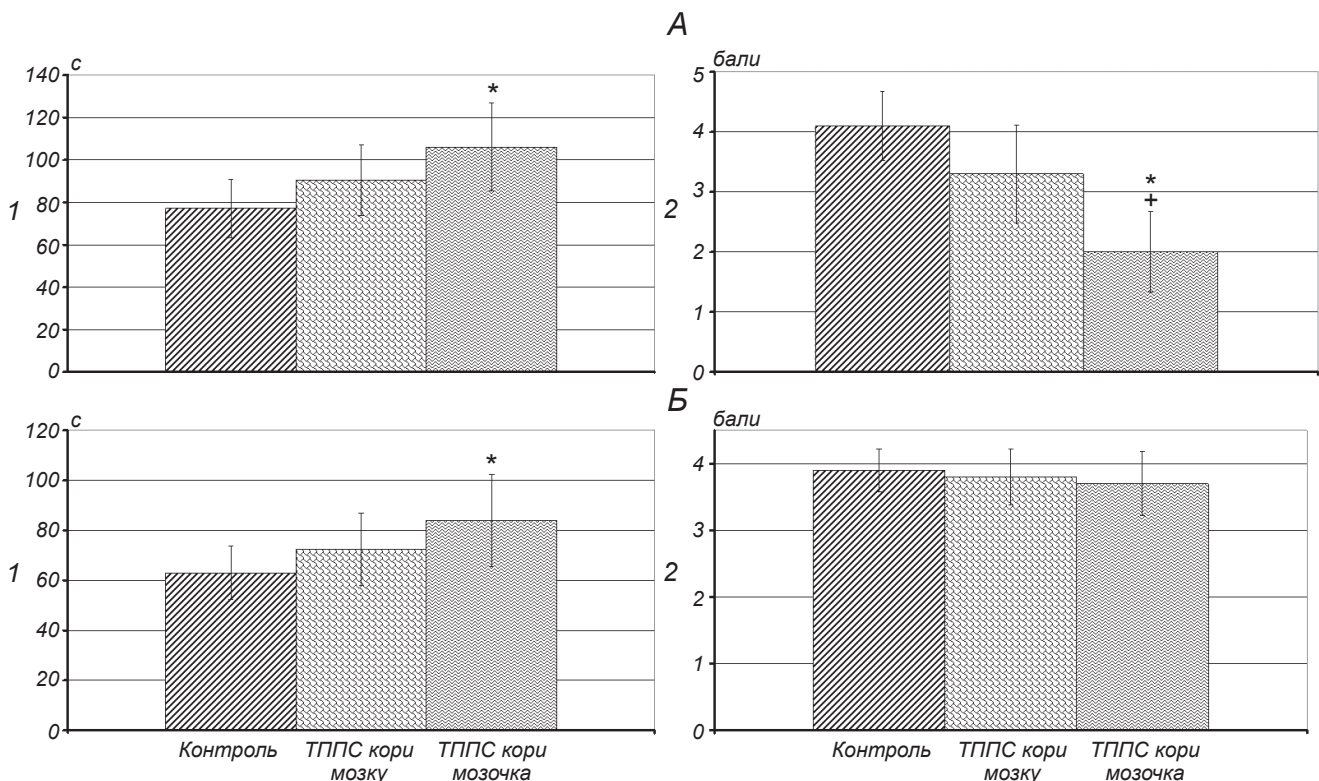 А
с
140
120
100
80
60
40
20
0
1
*
бали
5
4
3
2
1
0
2
*
+
Б
с
120
100
80
60
40
20
0
1
*
Контроль
ТППС кори
мозку
ТППС кори
мозочка
бали
4
3
2
1
0
2
Контроль
ТППС кори
мозку
ТППС кори
мозочка